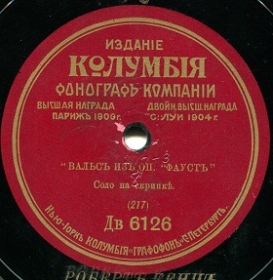 ИЗДАНІЕ
КОЛУМБІЯ
ФОНОГРАФЪ КОМПАНІИ
ВЫСШАЯ НАГРАДА ДВОЙН. ВЫСШ. НАГРАДА
ПАРИЖЪ 1900 г. С. ЛУИ 1904 г.
"ВАЛЬСЪ ИЗЪ ОП. "ФАУСТЪ"
Соло на скрипкѣ.
(217)
Дв 6126
НЬЮ-ІОРКЪ КОЛУМБІЯ ГРАФОФОНЪ С-ПЕТЕРБУРГЪ.